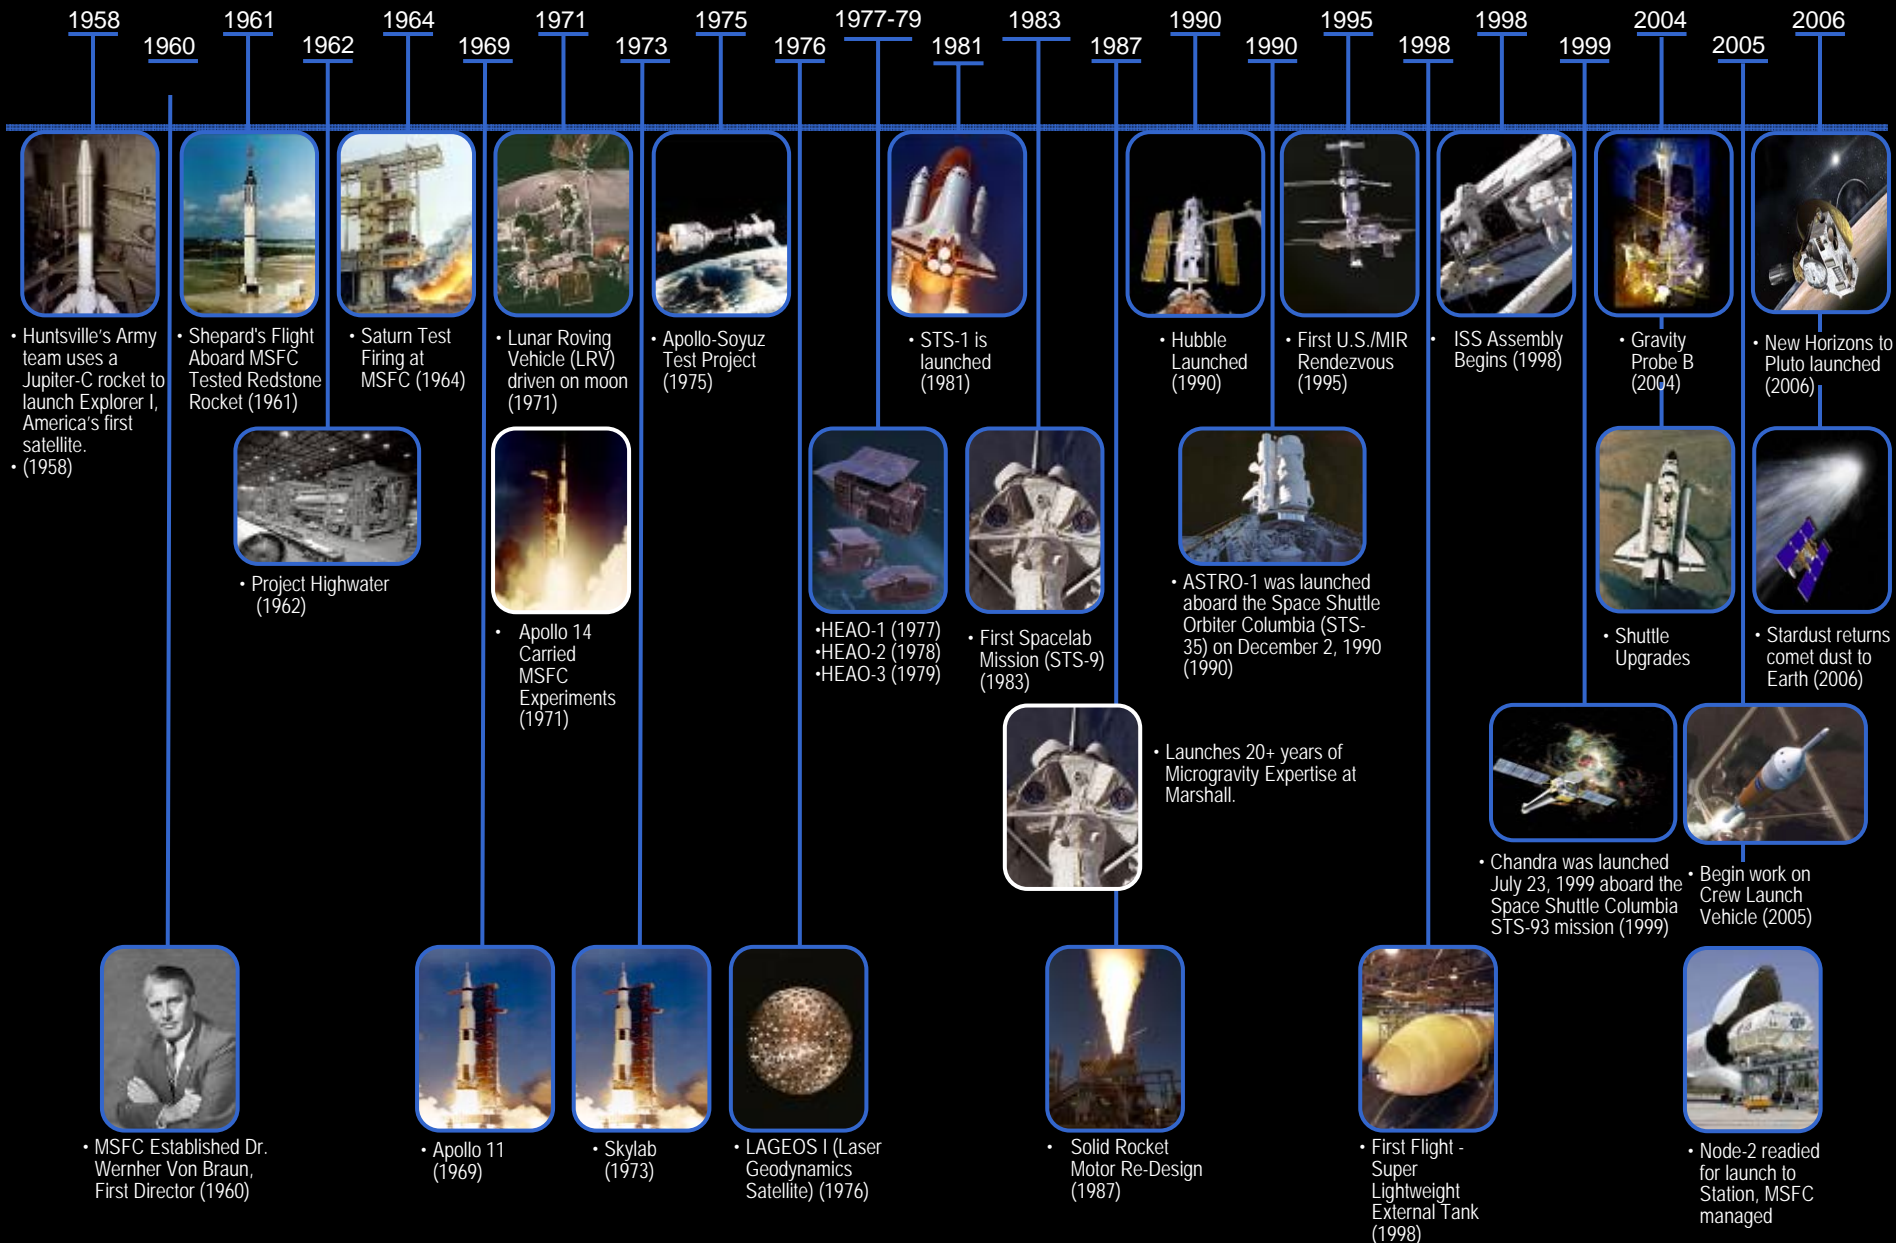 1958
1960
1961
1962
1964
1969
1971
1973
1975
1976
1977-79
1981
1983
1987
1990
1990
1995
1998
1998
1999
2004
2005
2006
• Huntsville's Army
team uses a
Jupiter-C rocket to
launch Explorer I,
America's first
satellite.
• (1958)
• Shepard's Flight
Aboard MSFC
Tested Redstone
Rocket (1961)
• Saturn Test
Firing at
MSFC (1964)
• Lunar Roving
Vehicle (LRV)
driven on moon
(1971)
• Apollo-Soyuz
Test Project
(1975)
• STS-1 is
launched
(1981)
• Hubble
Launched
(1990)
• First U.S./MIR
Rendezvous
(1995)
• ISS Assembly
Begins (1998)
• Gravity
Probe B
(2004)
• New Horizons to
Pluto launched
(2006)
• Project Highwater
(1962)
• Apollo 14
Carried
MSFC
Experiments
(1971)
•HEAO-1 (1977)
•HEAO-2 (1978)
•HEAO-3 (1979)
• First Spacelab
Mission (STS-9)
(1983)
• ASTRO-1 was launched
aboard the Space Shuttle
Orbiter Columbia (STS-
35) on December 2, 1990
(1990)
• Shuttle
Upgrades
• Stardust returns
comet dust to
Earth (2006)
• Launches 20+ years of
Microgravity Expertise at
Marshall.
• Chandra was launched
July 23, 1999 aboard the
Space Shuttle Columbia
STS-93 mission (1999)
• Begin work on
Crew Launch
Vehicle (2005)
• MSFC Established Dr.
Wernher Von Braun,
First Director (1960)
• Apollo 11
(1969)
• Skylab
(1973)
• LAGEOS I (Laser
Geodynamics
Satellite) (1976)
• Solid Rocket
Motor Re-Design
(1987)
• First Flight -
Super
Lightweight
External Tank
(1998)
• Node-2 readied
for launch to
Station, MSFC
managed